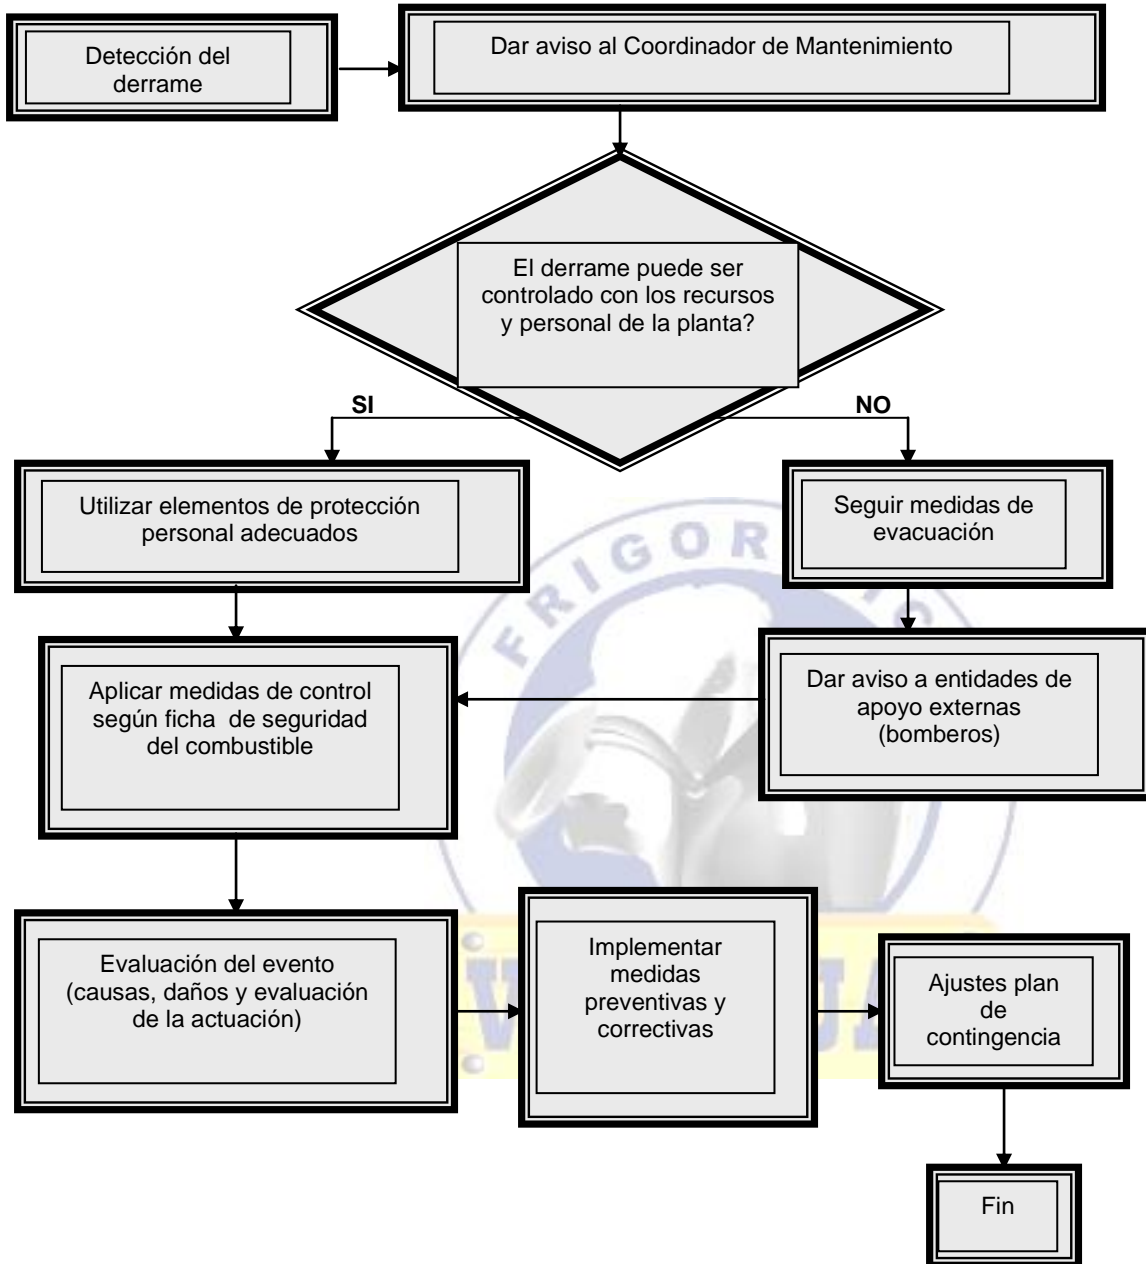 Detección del
derrame
Dar aviso al Coordinador de Mantenimiento
El derrame puede ser
controlado con los recursos
y personal de la planta?
SI
NO
Utilizar elementos de protección
personal adecuados
Seguir medidas de
evacuación
Aplicar medidas de control
según ficha de seguridad
del combustible
Dar aviso a entidades de
apoyo externas
(bomberos)
Evaluación del evento
(causas, daños y evaluación
de la actuación)
Implementar
medidas
preventivas y
correctivas
Ajustes plan
de
contingencia
Fin